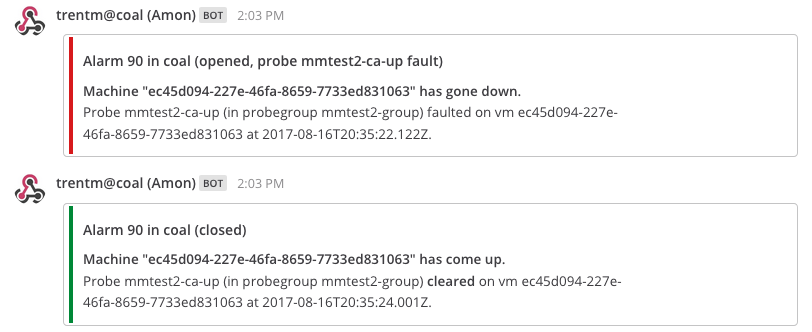 trentm@coal (Amon) BOT 2:03 PM
Alarm 90 in coal (opened, probe mmtest2-ca-up fault)
Machine "ec45d094-227e-46fa-8659-7733ed831063" has gone down.
Probe mmtest2-ca-up (in probegroup mmtest2-group) faulted on vm ec45d094-227e-
46fa-8659-7733ed831063 at 2017-08-16T20:35:22.122Z.
trentm@coal (Amon) BOT 2:03 PM
Alarm 90 in coal (closed)
Machine "ec45d094-227e-46fa-8659-7733ed831063" has come up.
Probe mmtest2-ca-up (in probegroup mmtest2-group) cleared on vm ec45d094-227e-
46fa-8659-7733ed831063 at 2017-08-16T20:35:24.001Z.